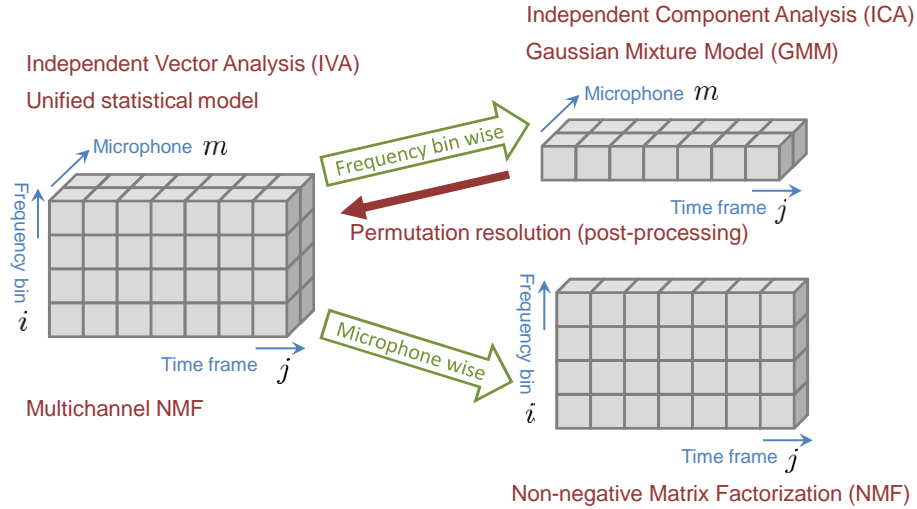 Independent Component Analysis (ICA)
Gaussian Mixture Model (GMM)
Independent Vector Analysis (IVA)
Unified statistical model
Microphone m
Frequency bin i
Time frame j
Multichannel NMF
Frequency bin wise
Permutation resolution (post-processing)
Microphone wise
Microphone m
Time frame j
Frequency bin i
Time frame j
Non-negative Matrix Factorization (NMF)